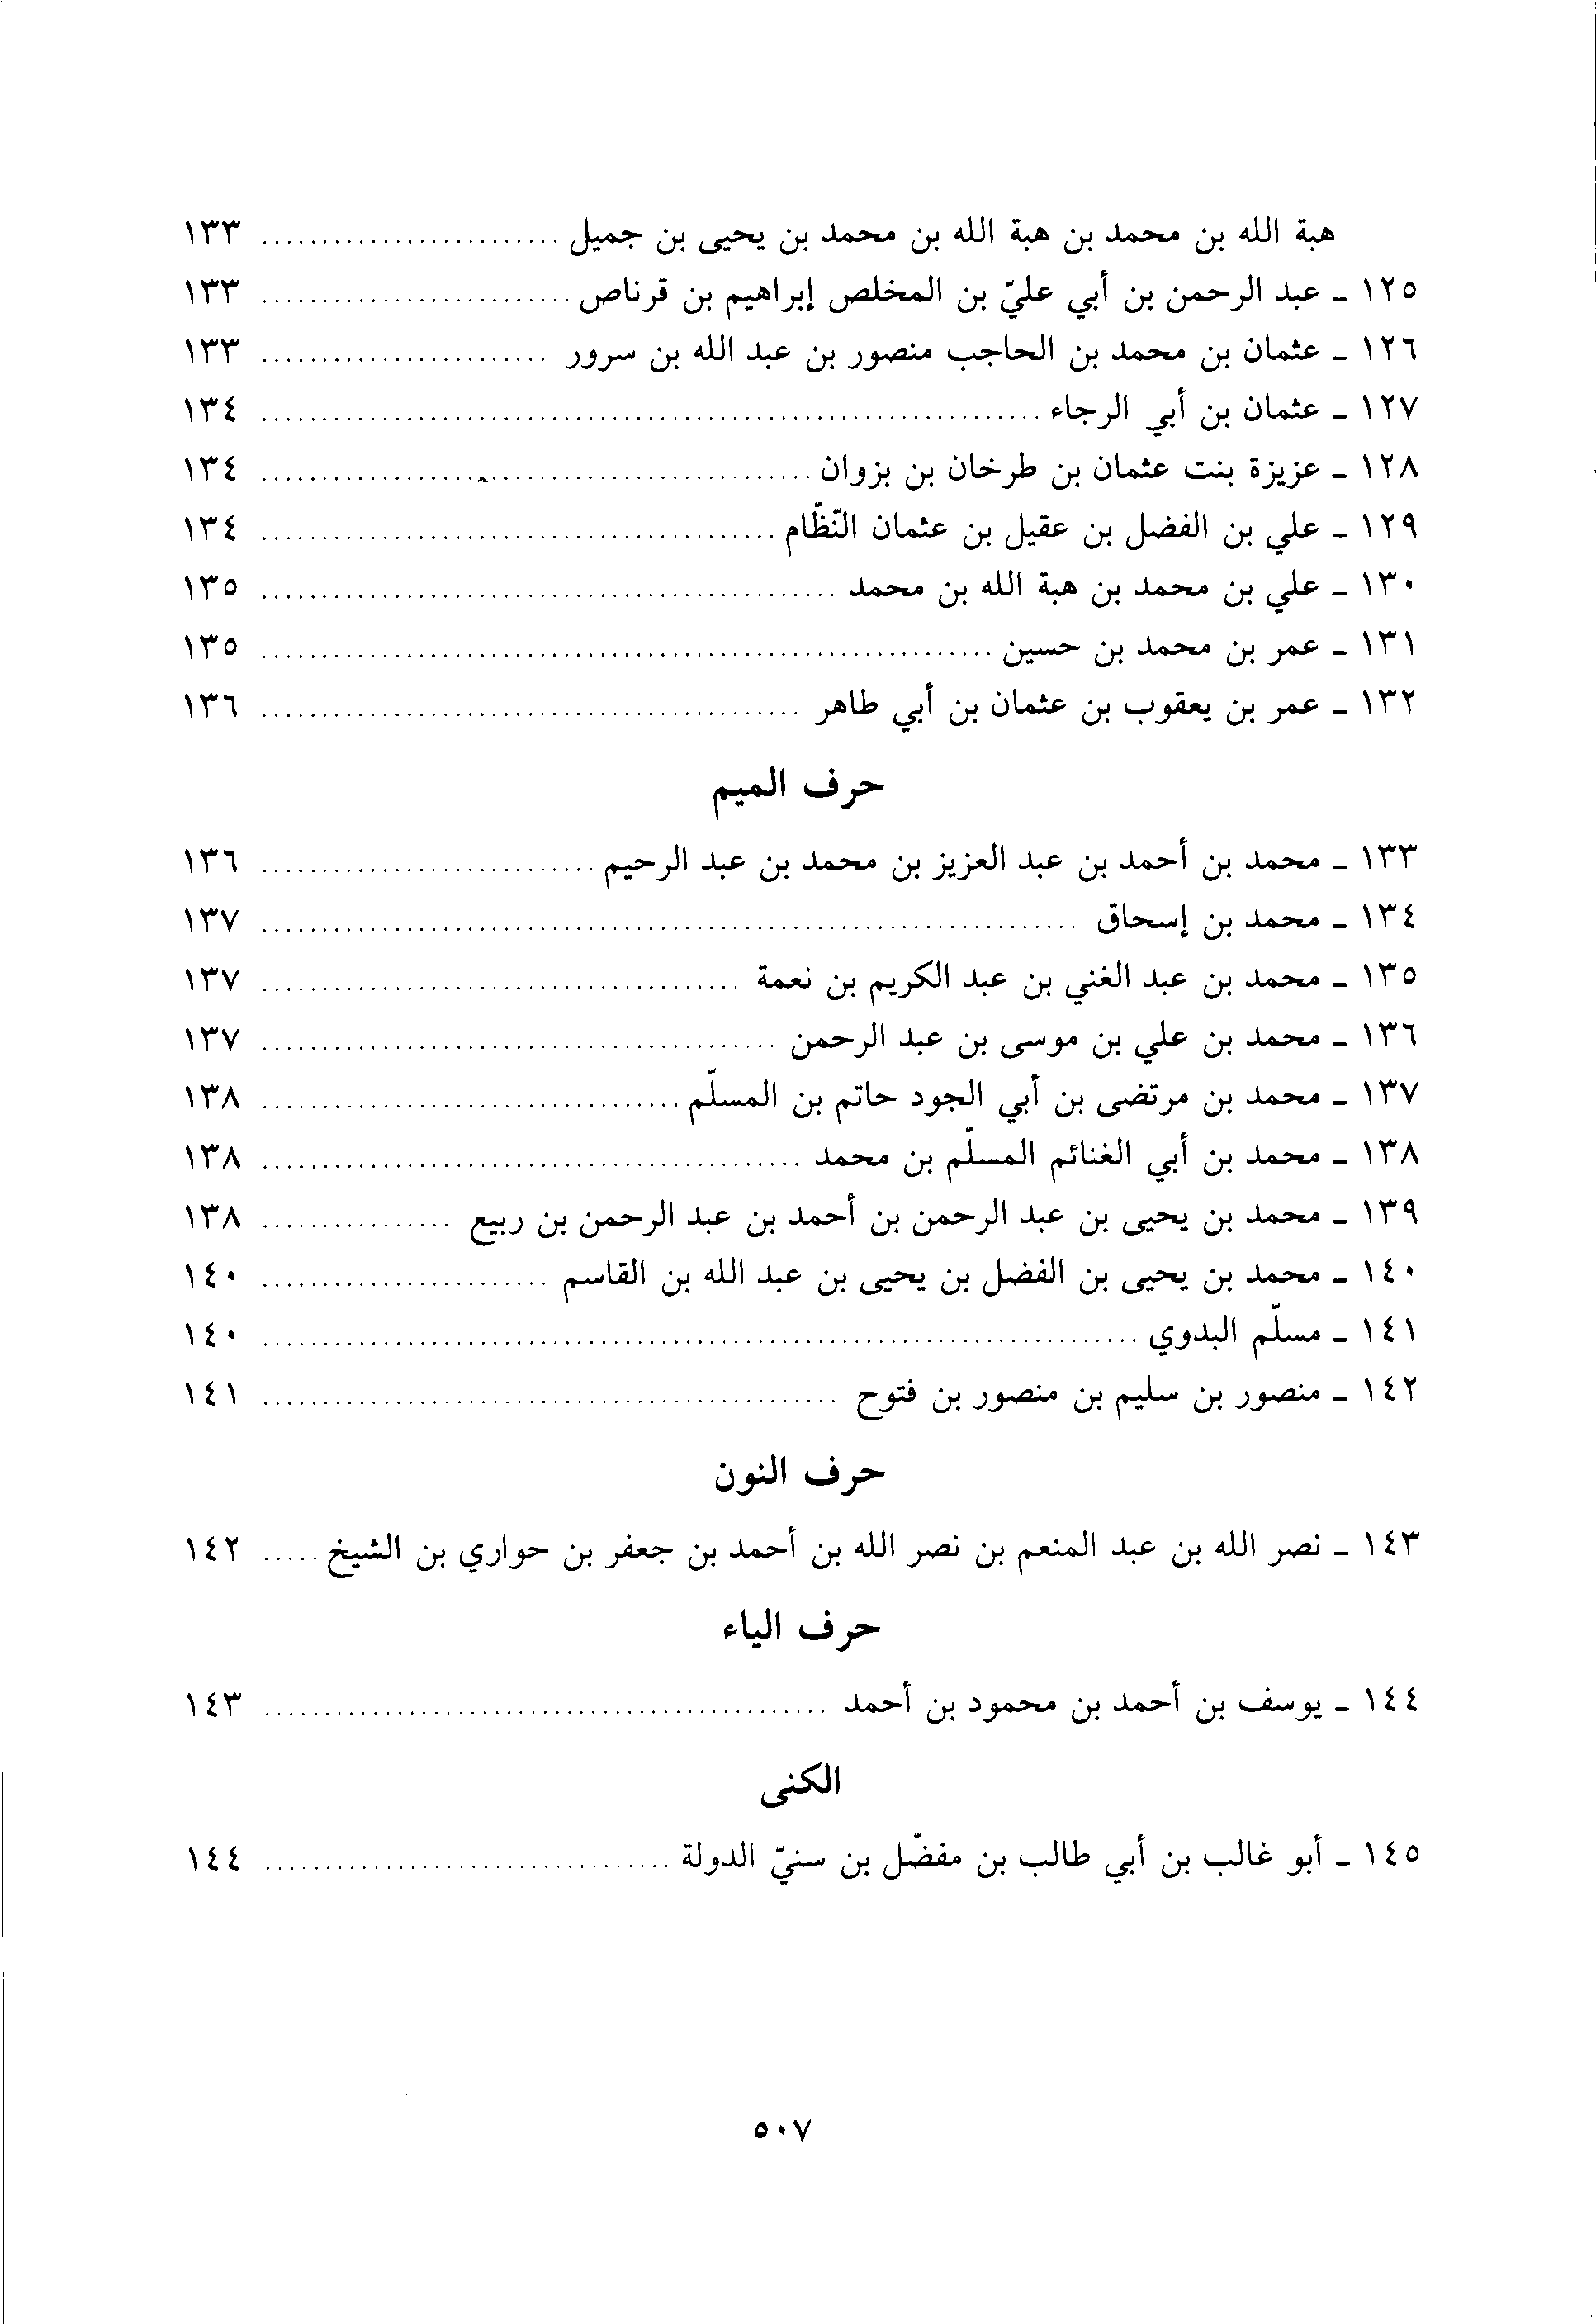 هبة الله بن محمد بن هبة الله بن محمد بن يحيى بن جميل ........................ ١٣٣
١٢٥ ـ عبد الرحمن بن أبي عليّ بن المخلص إبراهيم بن قرناص ........................ ١٣٣
١٢٦ ـ عثمان بن محمد بن الحاجب منصور بن عبد الله بن سرور ........................ ١٣٣
١٢٧ ـ عثمان بن أبي الرجاء ........................ ١٣٤
١٢٨ ـ عزيزة بنت عثمان بن طرخان بن بزوان ........................ ١٣٤
١٢٩ ـ علي بن الفضل بن عقيل بن عثمان النّظّام ........................ ١٣٤
١٣٠ ـ علي بن محمد بن هبة الله بن محمد ........................ ١٣٥
١٣١ ـ عمر بن محمد بن حسين ........................ ١٣٥
١٣٢ ـ عمر بن يعقوب بن عثمان بن أبي طاهر ........................ ١٣٦
حرف الميم
١٣٣ ـ محمد بن أحمد بن عبد العزيز بن محمد بن عبد الرحيم ........................ ١٣٦
١٣٤ ـ محمد بن إسحاق ........................ ١٣٧
١٣٥ ـ محمد بن عبد الغني بن عبد الكريم بن نعمة ........................ ١٣٧
١٣٦ ـ محمد بن علي بن موسى بن عبد الرحمن ........................ ١٣٧
١٣٧ ـ محمد بن مرتضى بن أبي الجود حاتم بن المسلّم ........................ ١٣٨
١٣٨ ـ محمد بن أبي الغنائم المسلّم بن محمد ........................ ١٣٨
١٣٩ ـ محمد بن يحيى بن عبد الرحمن بن أحمد بن عبد الرحمن بن ربيع ................ ١٣٨
١٤٠ ـ محمد بن يحيى بن الفضل بن يحيى بن عبد الله بن القاسم ........................ ١٤٠
١٤١ ـ مسلّم البدوي ........................ ١٤٠
١٤٢ ـ منصور بن سليم بن منصور بن فتوح ........................ ١٤١
حرف النون
١٤٣ ـ نصر الله بن عبد المنعم بن نصر الله بن أحمد بن جعفر بن حواري بن الشيخ ..... ١٤٢
حرف الياء
١٤٤ ـ يوسف بن أحمد بن محمود بن أحمد ........................ ١٤٣
الكنى
١٤٥ ـ أبو غالب بن أبي طالب بن مفضّل بن سنيّ الدولة ........................ ١٤٤
٥٠٧